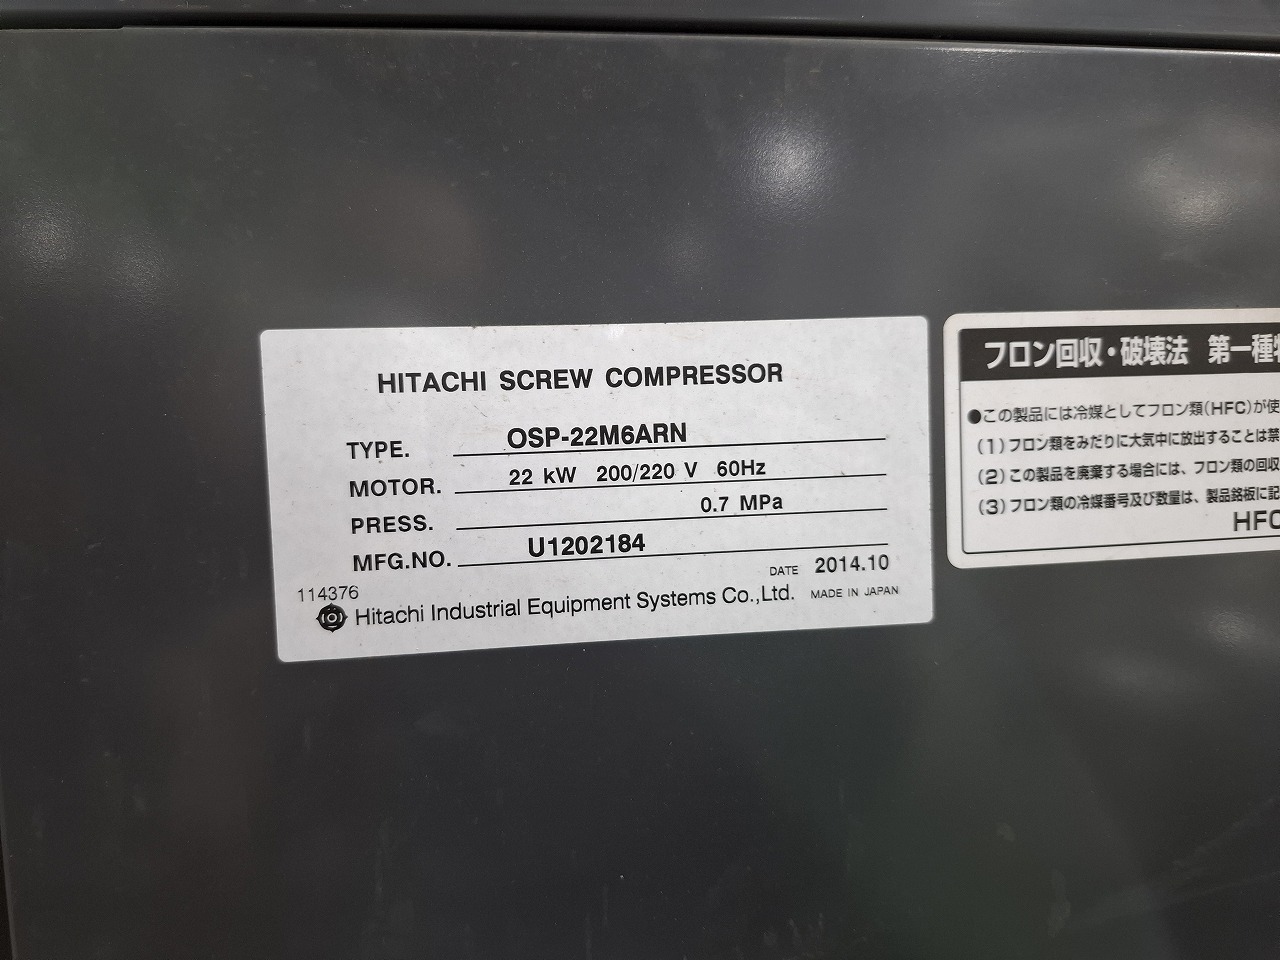 HITACHI SCREW COMPRESSOR
TYPE. OSP-22M6ARN
MOTOR. 22 kW 200/220 V 60Hz
PRESS. 0.7 MPa
MFG.NO. U1202184
DATE 2014.10
114376
Hitachi Industrial Equipment Systems Co.,Ltd. MADE IN JAPAN
フロン回収・破壊法 第一種
●この製品には冷媒としてフロン類(HFC)が使
(1)フロン類をみだりに大気中に放出することは禁
(2)この製品を廃棄する場合には、フロン類の回収
(3)フロン類の冷媒番号及び数量は、製品銘板に記
HFC